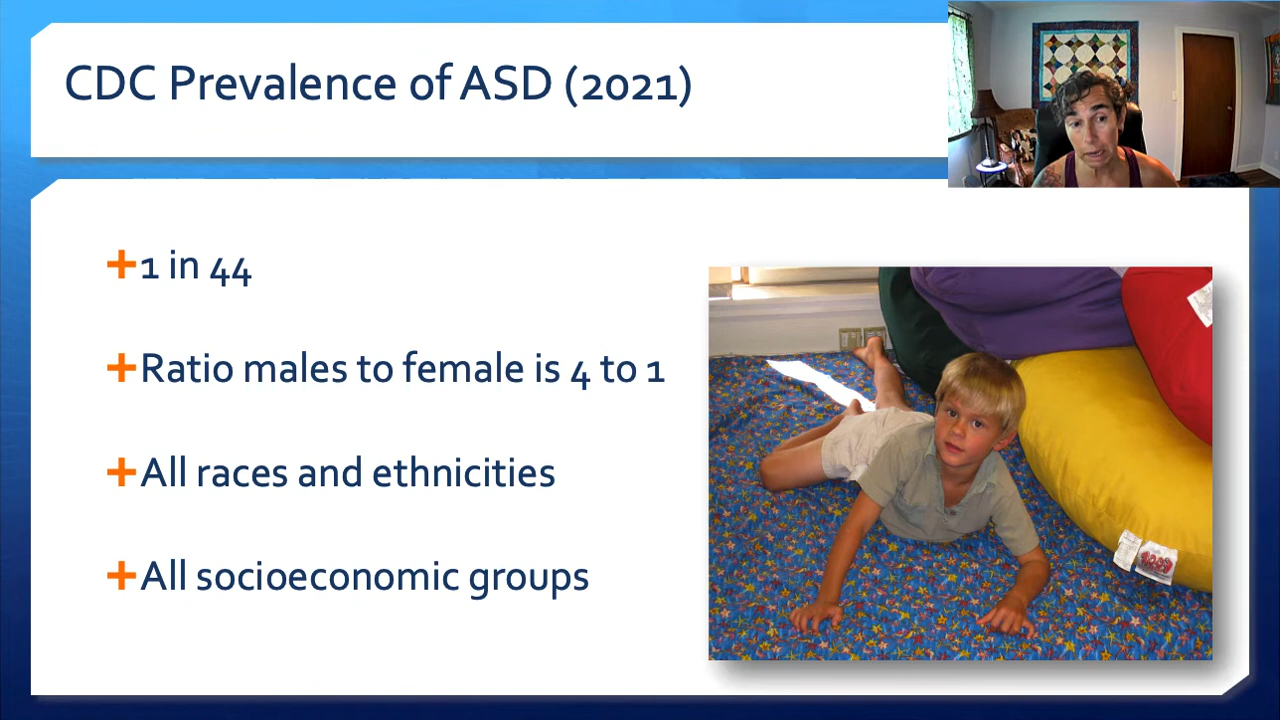 CDC Prevalence of ASD (2021)
1 in 44
Ratio males to female is 4 to 1
All races and ethnicities
All socioeconomic groups